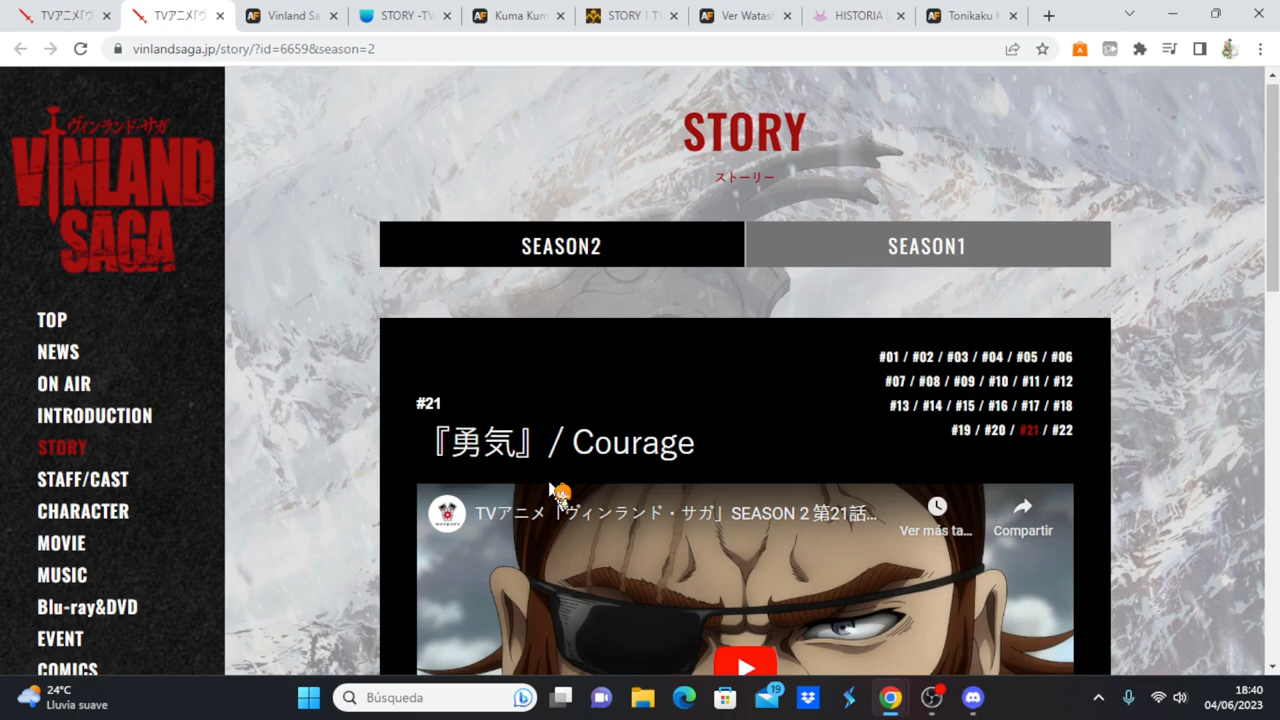 TVアニメ「ヴ
TVアニメ「ヴ
Vinland Sa
STORY -TV
Kuma Kum
STORY | T
Ver Watash
HISTORIA
Tonikaku K
vinlandsaga.jp/story/?id=6659&season=2
ヴィンランド・サガ
VINLAND
SAGA
TOP
NEWS
ON AIR
INTRODUCTION
STORY
STAFF/CAST
CHARACTER
MOVIE
MUSIC
Blu-ray&DVD
EVENT
COMICS
STORY
ストーリー
SEASON2
SEASON1
#01 / #02 / #03 / #04 / #05 / #06
#07 / #08 / #09 / #10 / #11 / #12
#13 / #14 / #15 / #16 / #17 / #18
#19 / #20 / #21 / #22
#21
『勇気』 / Courage
TVアニメ「ヴィンランド・サガ」SEASON 2 第21話...
Ver más ta...
Compartir
24°C
Lluvia suave
Búsqueda
19
18:40
04/06/2023